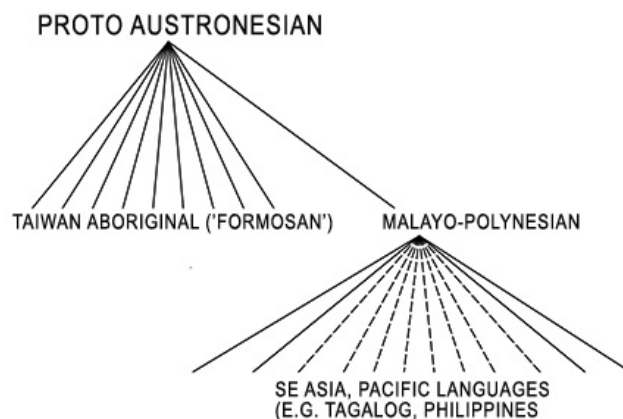 PROTO AUSTRONESIAN
TAIWAN ABORIGINAL ('FORMOSAN')
MALAYO-POLYNESIAN
SE ASIA, PACIFIC LANGUAGES
(E.G. TAGALOG, PHILIPPINES